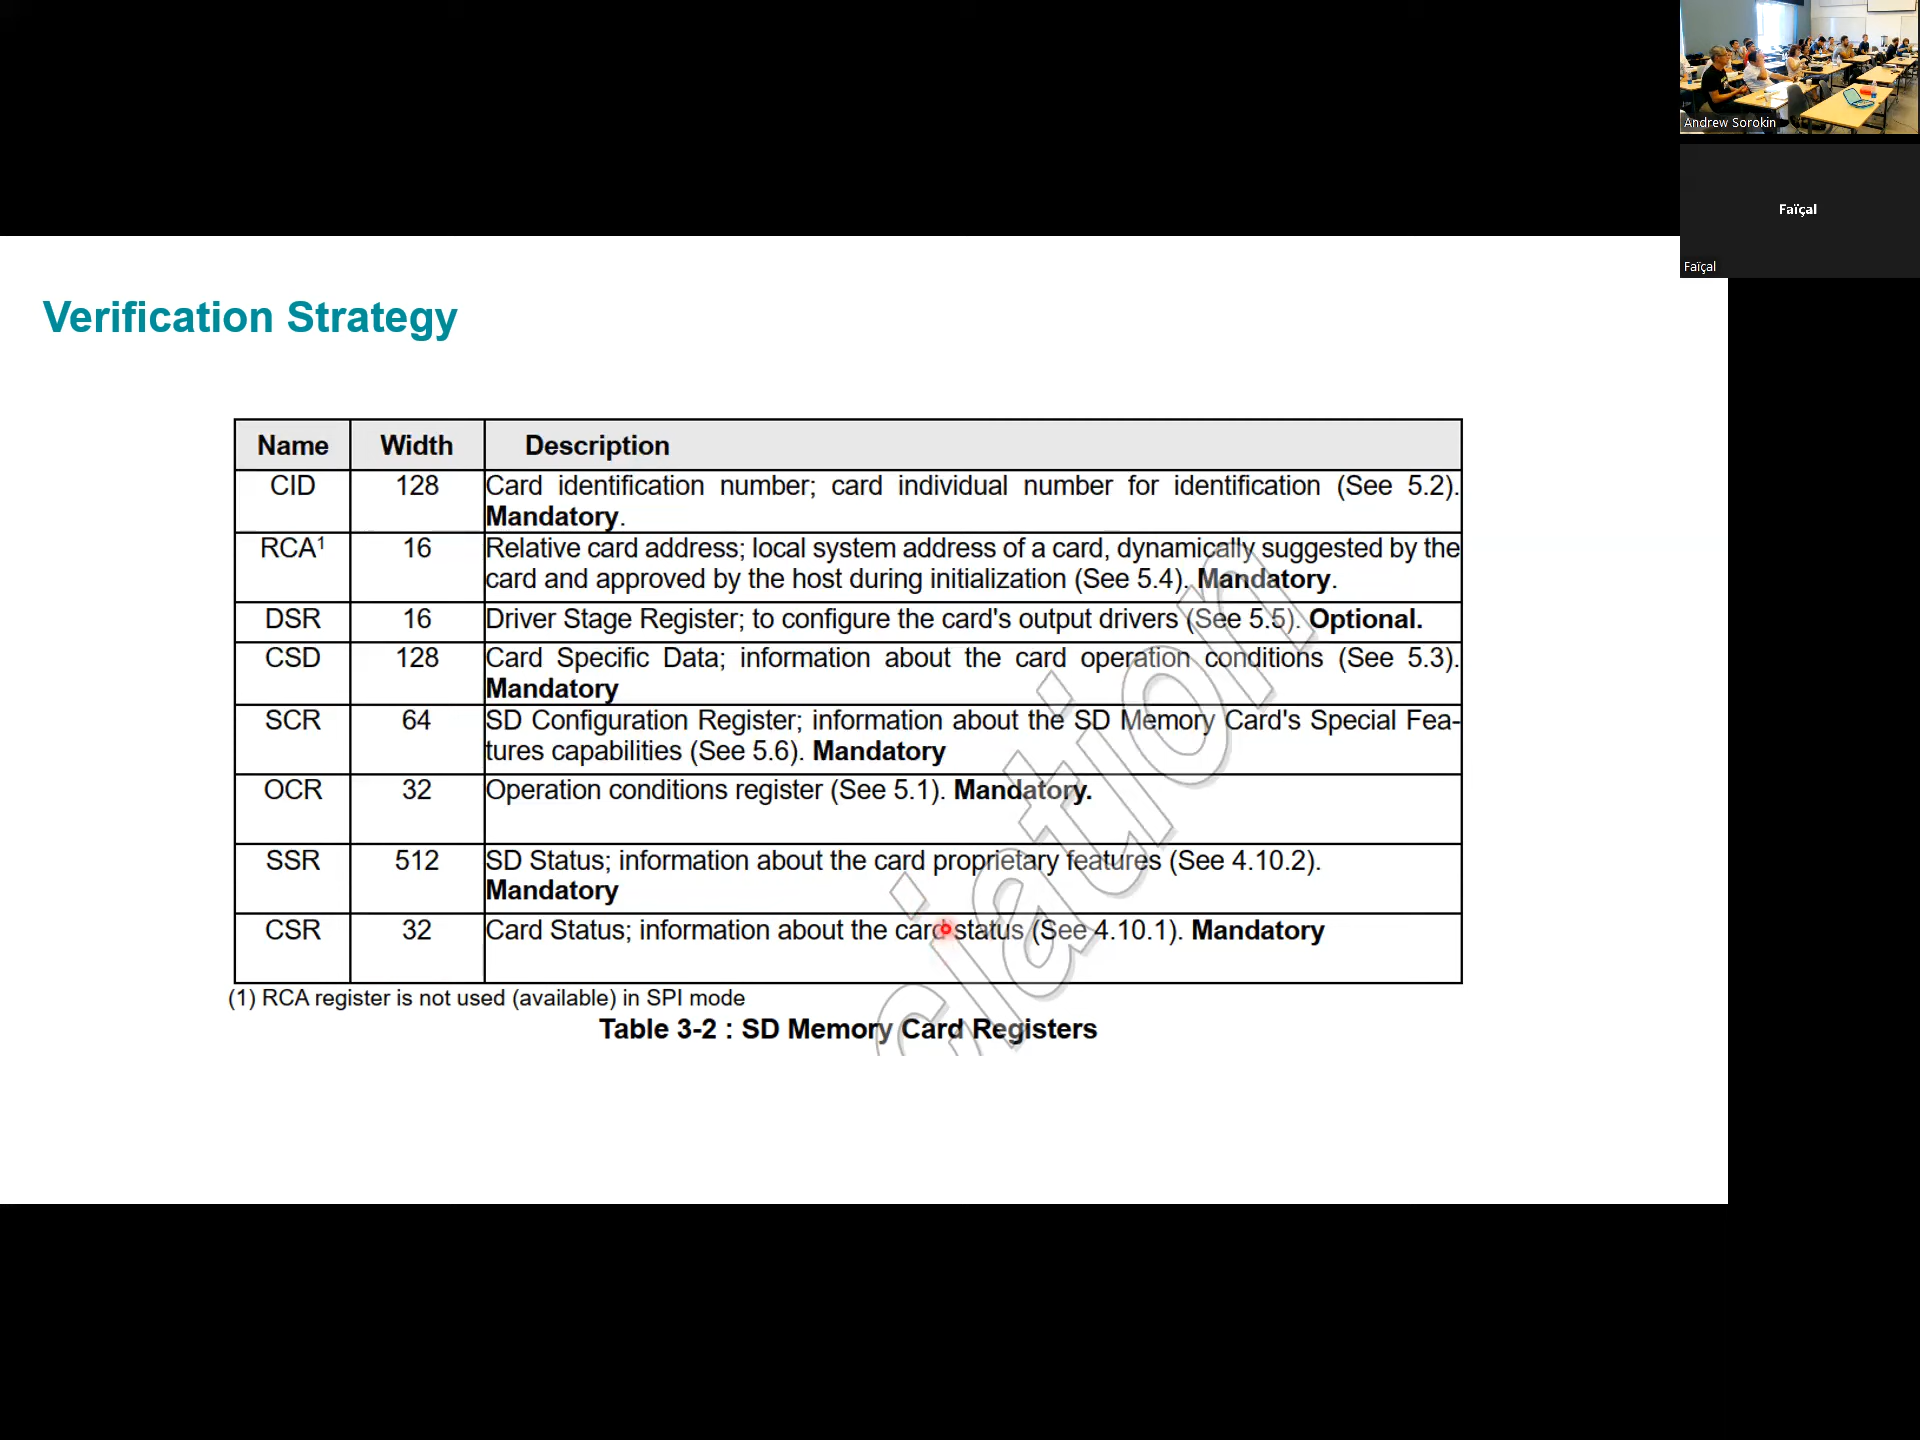 Andrew Sorokin
Faïçal
Faïçal
Verification Strategy
Name Width Description
CID 128 Card identification number; card individual number for identification (See 5.2).
Mandatory.
RCA1 16 Relative card address; local system address of a card, dynamically suggested by the
card and approved by the host during initialization (See 5.4). Mandatory.
DSR 16 Driver Stage Register; to configure the card's output drivers (See 5.5). Optional.
CSD 128 Card Specific Data; information about the card operation conditions (See 5.3).
Mandatory
SCR 64 SD Configuration Register; information about the SD Memory Card's Special Fea-
tures capabilities (See 5.6). Mandatory
OCR 32 Operation conditions register (See 5.1). Mandatory.
SSR 512 SD Status; information about the card proprietary features (See 4.10.2).
Mandatory
CSR 32 Card Status; information about the card status (See 4.10.1). Mandatory
(1) RCA register is not used (available) in SPI mode
Table 3-2 : SD Memory Card Registers
ciation